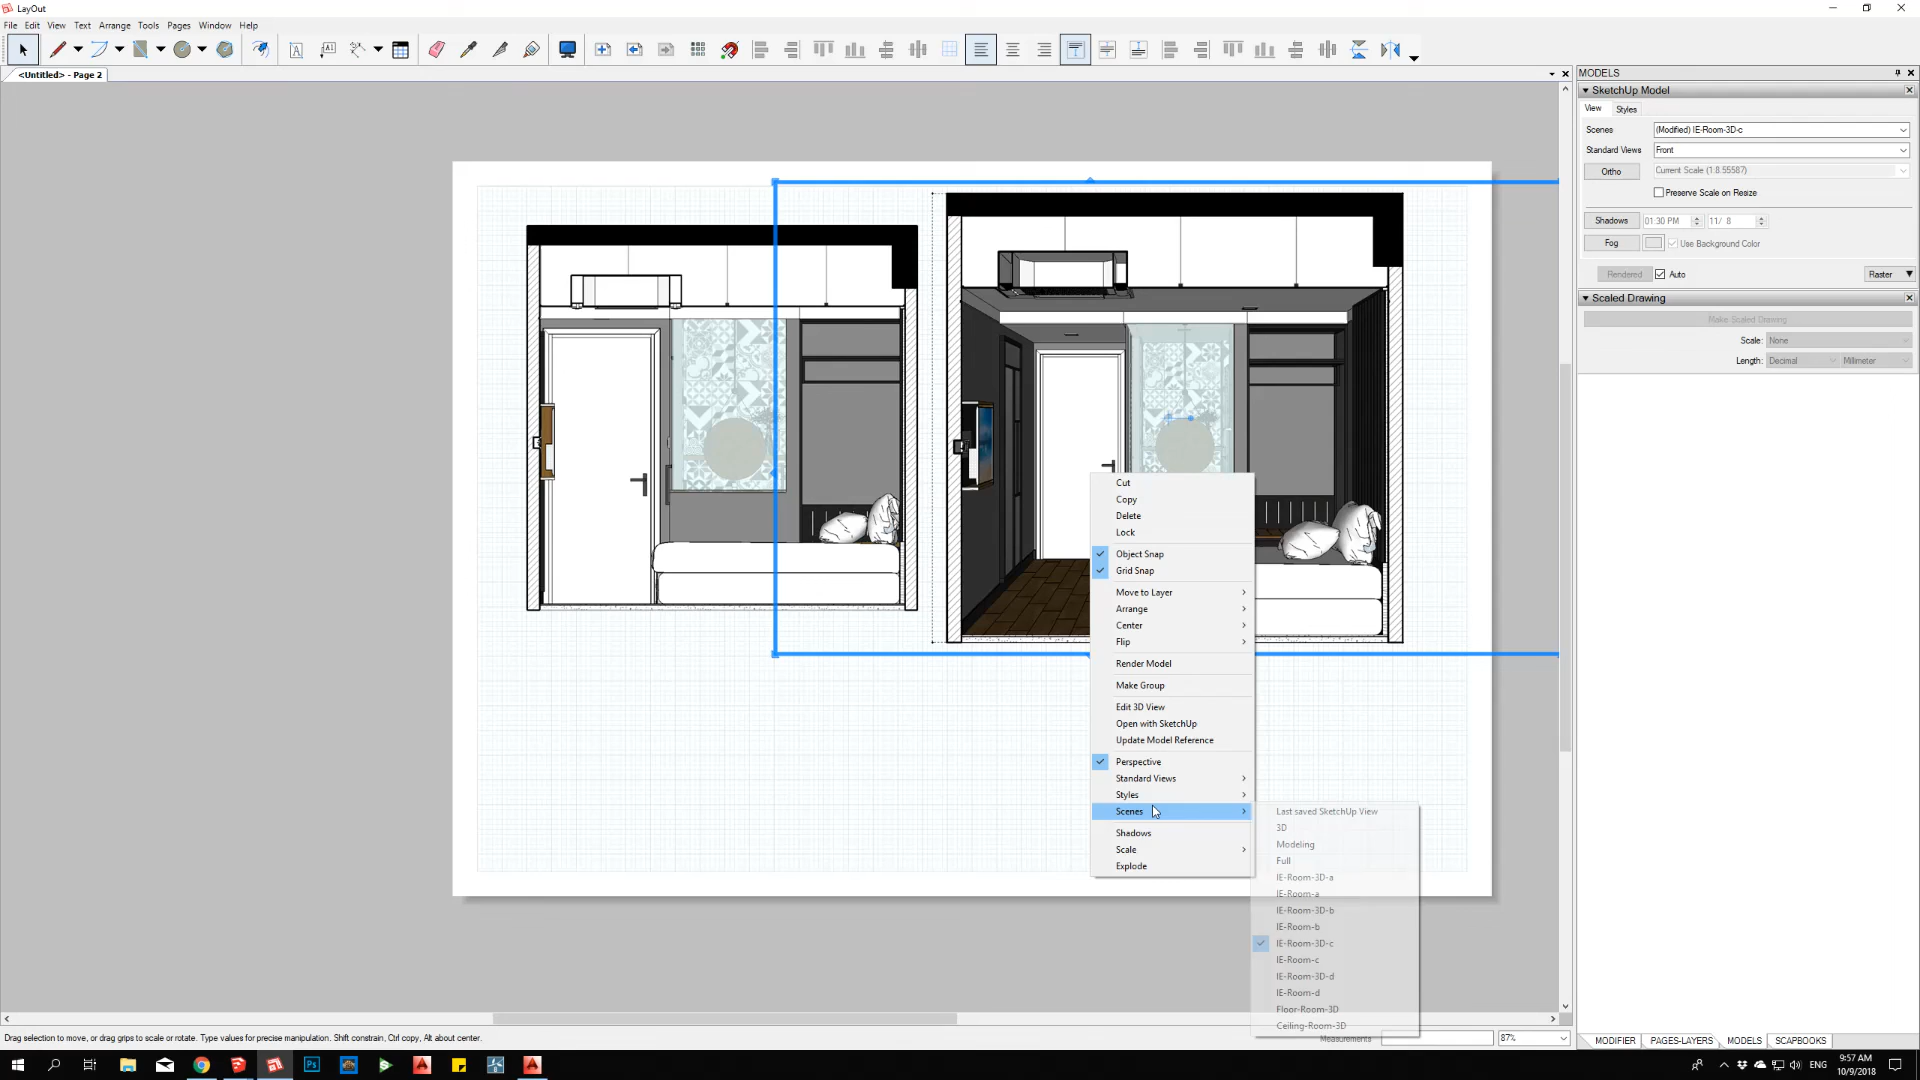 LayOut
File Edit View Text Arrange Tools Pages Window Help
<Untitled> - Page 2
MODELS
SketchUp Model
View Styles
Scenes (Modified) IE-Room-3D-c
Standard Views Front
Ortho Current Scale (1:8.55587)
Preserve Scale on Resize
Shadows 01:30 PM 11/ 8
Fog Use Background Color
Rendered Auto Raster
Scaled Drawing
Make Scaled Drawing
Scale: None
Length: Decimal Millimeter
Cut
Copy
Delete
Lock
Object Snap
Grid Snap
Move to Layer
Arrange
Center
Flip
Render Model
Make Group
Edit 3D View
Open with SketchUp
Update Model Reference
Perspective
Standard Views
Styles
Scenes
Shadows
Scale
Explode
Last saved SketchUp View
3D
Modeling
Full
IE-Room-3D-a
IE-Room-a
IE-Room-3D-b
IE-Room-b
IE-Room-3D-c
IE-Room-c
IE-Room-3D-d
IE-Room-d
Floor-Room-3D
Ceiling-Room-3D
Drag selection to move, or drag grips to scale or rotate. Type values for precise manipulation. Shift constrain, Ctrl copy, Alt about center.
Measurements 87%
MODIFIER PAGES-LAYERS MODELS SCAPBOOKS
Ps
ENG
9:57 AM
10/9/2018